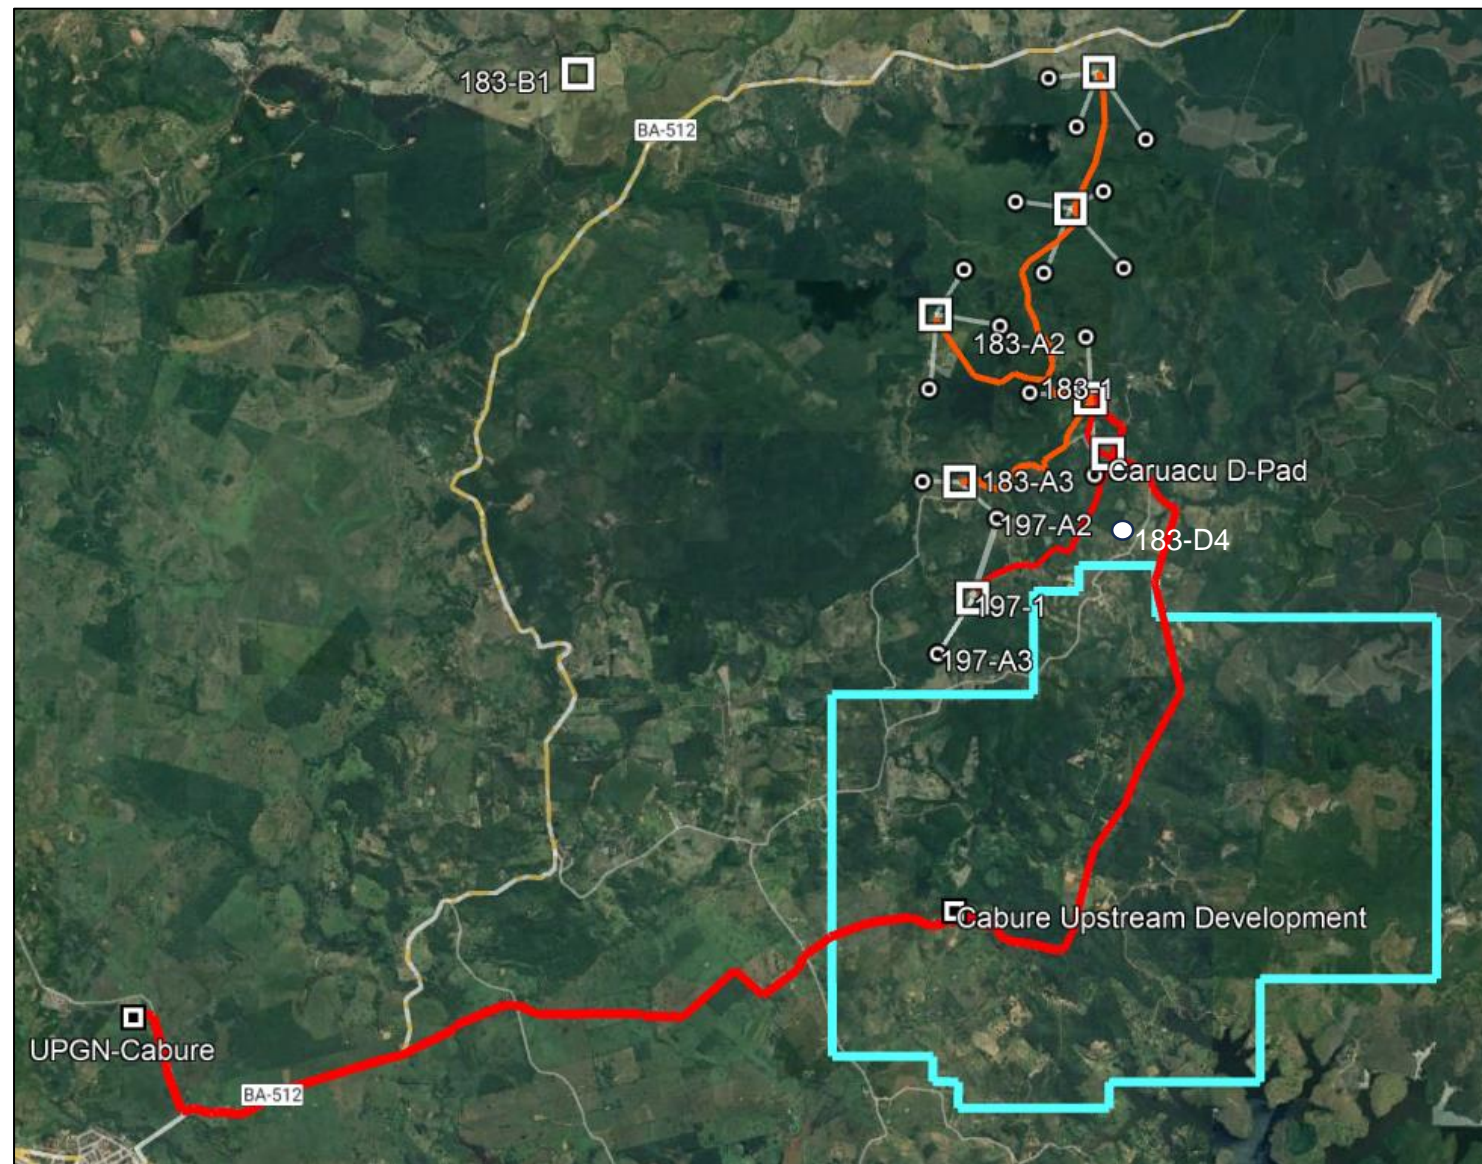 183-B1
BA-512
183-A2
183-1
Caruacu D-Pad
183-A3
197-A2
183-D4
197-1
197-A3
Cabure Upstream Development
UPGN-Cabure
BA-512